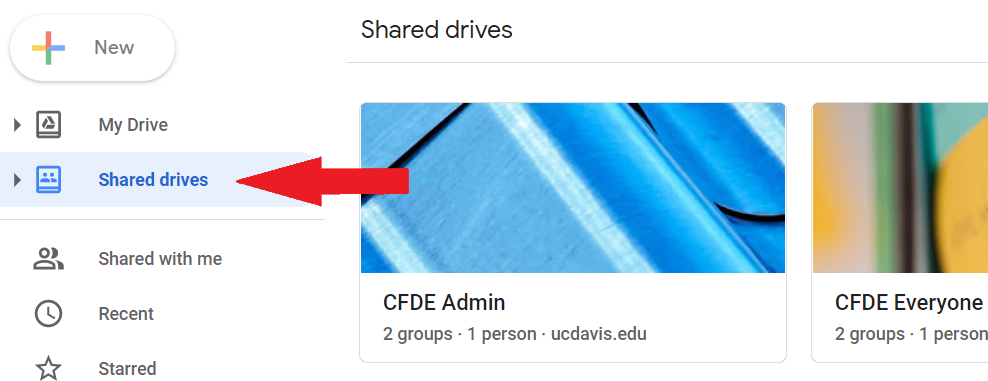 New
My Drive
Shared drives
Shared with me
Recent
Starred
Shared drives
CFDE Admin
2 groups · 1 person · ucdavis.edu
CFDE Everyone
2 groups · 1 person